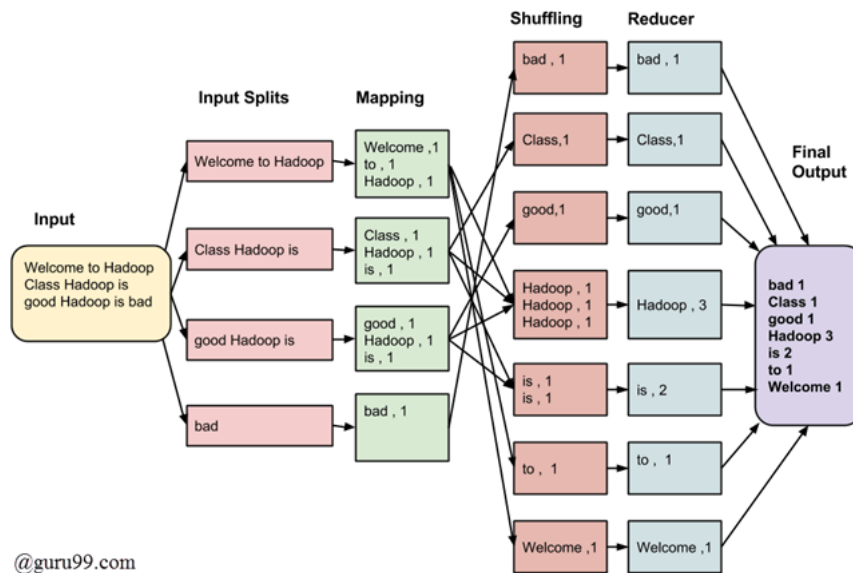 Input
Welcome to Hadoop
Class Hadoop is
good Hadoop is bad
Input Splits
Welcome to Hadoop
Class Hadoop is
good Hadoop is
bad
Mapping
Welcome ,1
to , 1
Hadoop , 1
Class , 1
Hadoop , 1
is , 1
good , 1
Hadoop , 1
is , 1
bad , 1
Shuffling
bad , 1
Class,1
good,1
Hadoop , 1
Hadoop , 1
Hadoop , 1
is , 1
is , 1
to , 1
Welcome ,1
Reducer
bad , 1
Class,1
good,1
Hadoop , 3
is , 2
to , 1
Welcome ,1
Final
Output
bad 1
Class 1
good 1
Hadoop 3
is 2
to 1
Welcome 1
@guru99.com